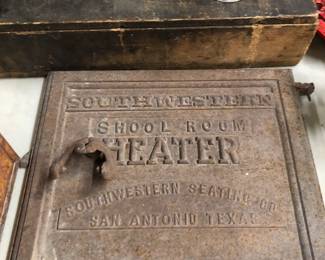 SOUTHWESTERN
SHOOL ROOM
HEATER
SOUTHWESTERN SEATING CO
SAN ANTONIO TEXAS